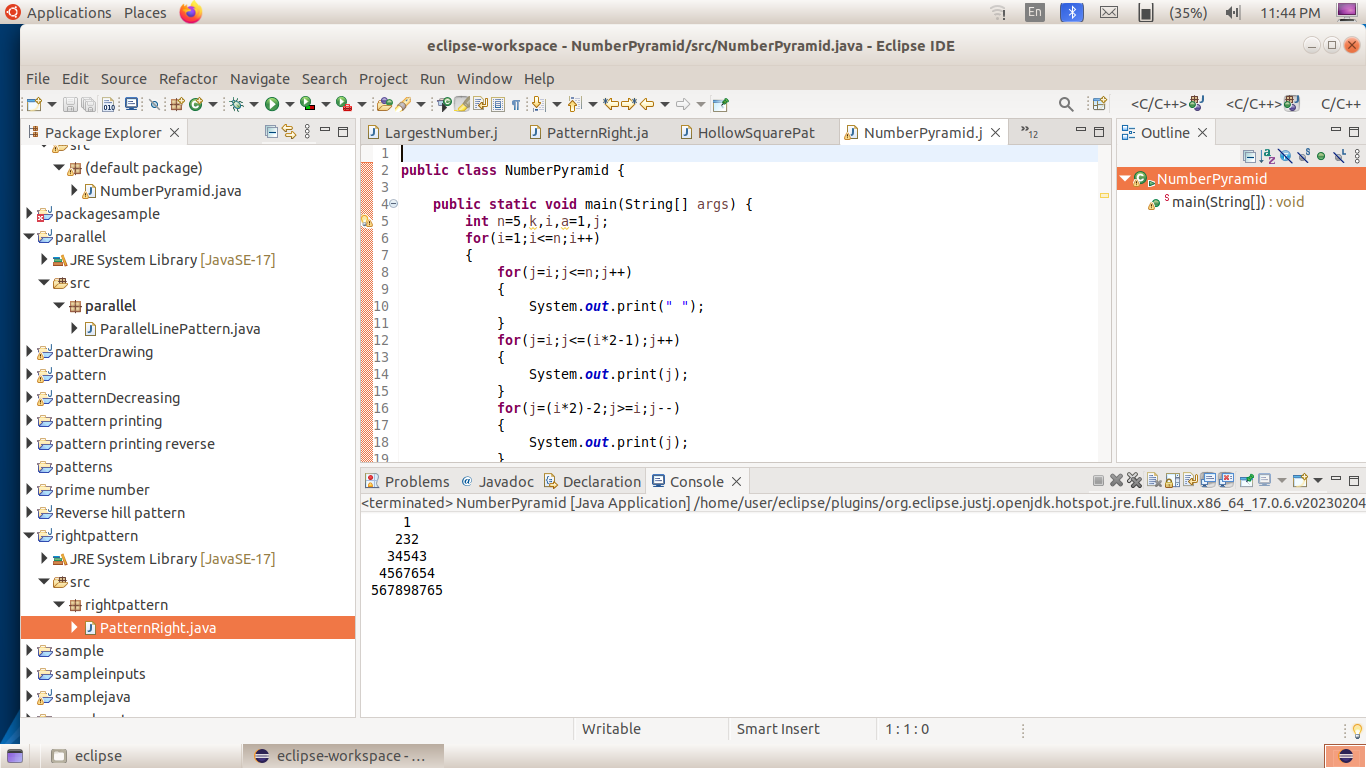 Applications Places En (35%) 11:44 PM
eclipse-workspace - NumberPyramid/src/NumberPyramid.java - Eclipse IDE
File Edit Source Refactor Navigate Search Project Run Window Help
<C/C++> <C/C++> C/C++
Package Explorer
src
(default package)
NumberPyramid.java
packagesample
parallel
JRE System Library [JavaSE-17]
src
parallel
ParallelLinePattern.java
patterDrawing
pattern
patternDecreasing
pattern printing
pattern printing reverse
patterns
prime number
Reverse hill pattern
rightpattern
JRE System Library [JavaSE-17]
src
rightpattern
PatternRight.java
sample
sampleinputs
samplejava
LargestNumber.j PatternRight.ja HollowSquarePat NumberPyramid.j »12
1
2 public class NumberPyramid {
3
4 public static void main(String[] args) {
5 int n=5,k,i,a=1,j;
6 for(i=1;i<=n;i++)
7 {
8 for(j=i;j<=n;j++)
9 {
10 System.out.print(" ");
11 }
12 for(j=i;j<=(i*2-1);j++)
13 {
14 System.out.print(j);
15 }
16 for(j=(i*2)-2;j>=i;j--)
17 {
18 System.out.print(j);
19 }
Outline
NumberPyramid
main(String[]) : void
Problems Javadoc Declaration Console
<terminated> NumberPyramid [Java Application] /home/user/eclipse/plugins/org.eclipse.justj.openjdk.hotspot.jre.full.linux.x86_64_17.0.6.v20230204
1
232
34543
4567654
567898765
Writable Smart Insert 1 : 1 : 0
eclipse eclipse-workspace - ...